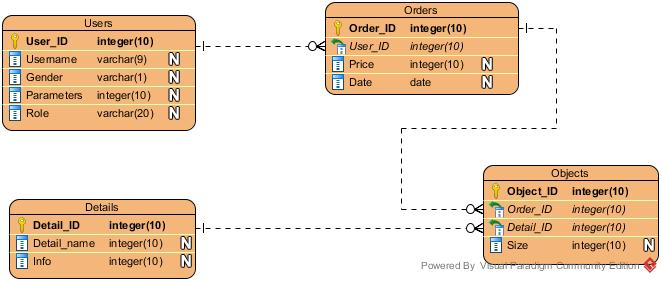 Users
User_ID integer(10)
Username varchar(9) N
Gender varchar(1) N
Parameters integer(10) N
Role varchar(20) N
Orders
Order_ID integer(10)
User_ID integer(10)
Price integer(10) N
Date date N
Details
Detail_ID integer(10)
Detail_name integer(10) N
Info integer(10) N
Objects
Object_ID integer(10)
Order_ID integer(10)
Detail_ID integer(10)
Size integer(10) N
Powered By Visual Paradigm Community Edition